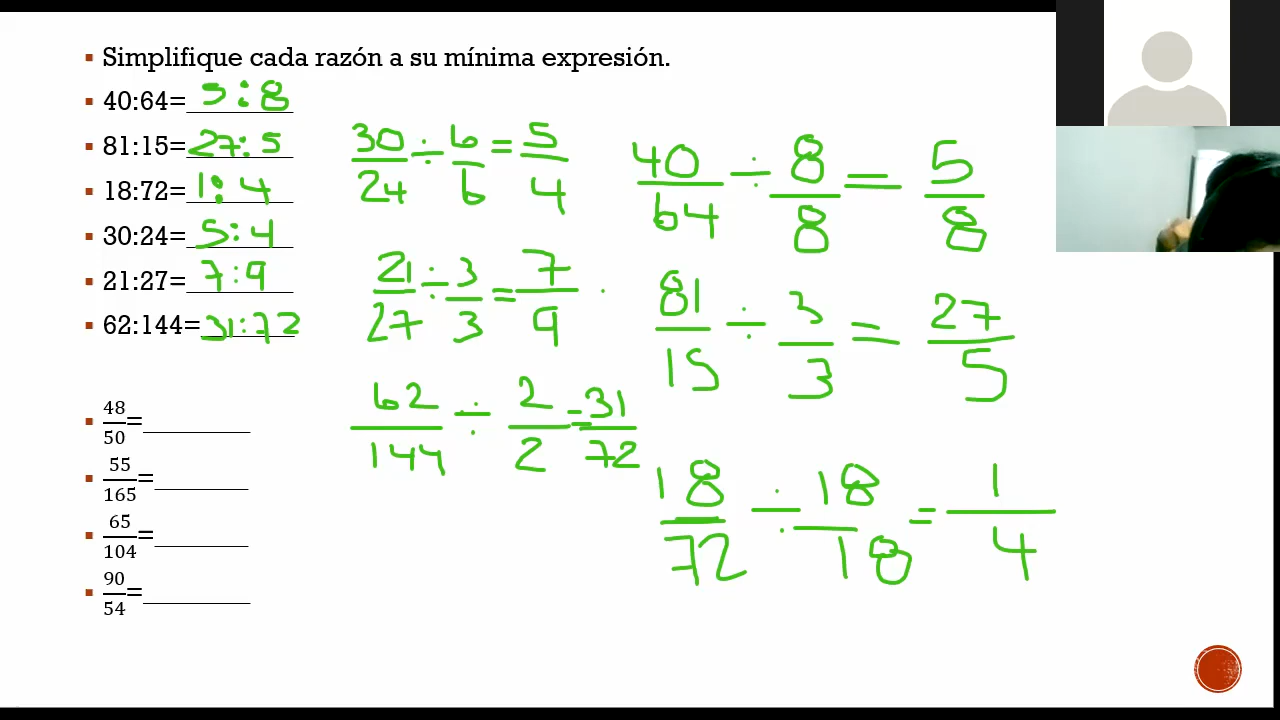 Simplifique cada razón a su mínima expresión.
40:64= 5:8
81:15= 27:5
18:72= 1:4
30:24= 5:4
21:27= 7:9
62:144= 31:72
48/50=
55/165=
65/104=
90/54=
30/24 ÷ 6/6 = 5/4
21/27 ÷ 3/3 = 7/9
62/144 ÷ 2/2 = 31/72
40/64 ÷ 8/8 = 5/8
81/15 ÷ 3/3 = 27/5
18/72 ÷ 18/18 = 1/4